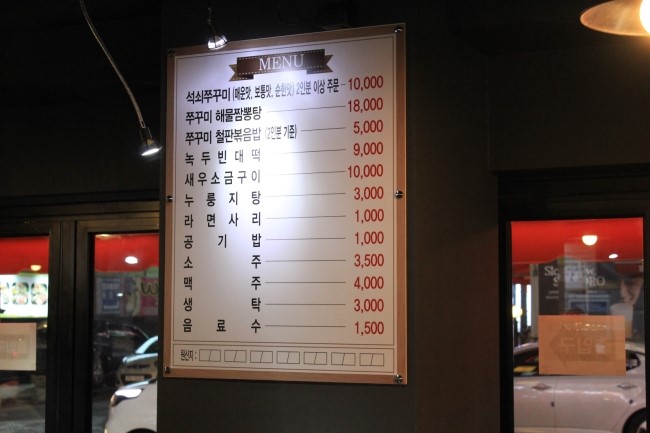 MENU
석쇠쭈꾸미 (매운맛, 보통맛, 순한맛) 2인분 이상 주문 10,000
쭈꾸미 해물짬뽕탕 18,000
쭈꾸미 철판볶음밥 (2인분 기준) 5,000
녹두빈대떡 9,000
새우소금구이 10,000
누룽지탕 3,000
라면사리 1,000
공기밥 1,000
소주 3,500
맥주 4,000
생탁 3,000
음료수 1,500
원산지 :